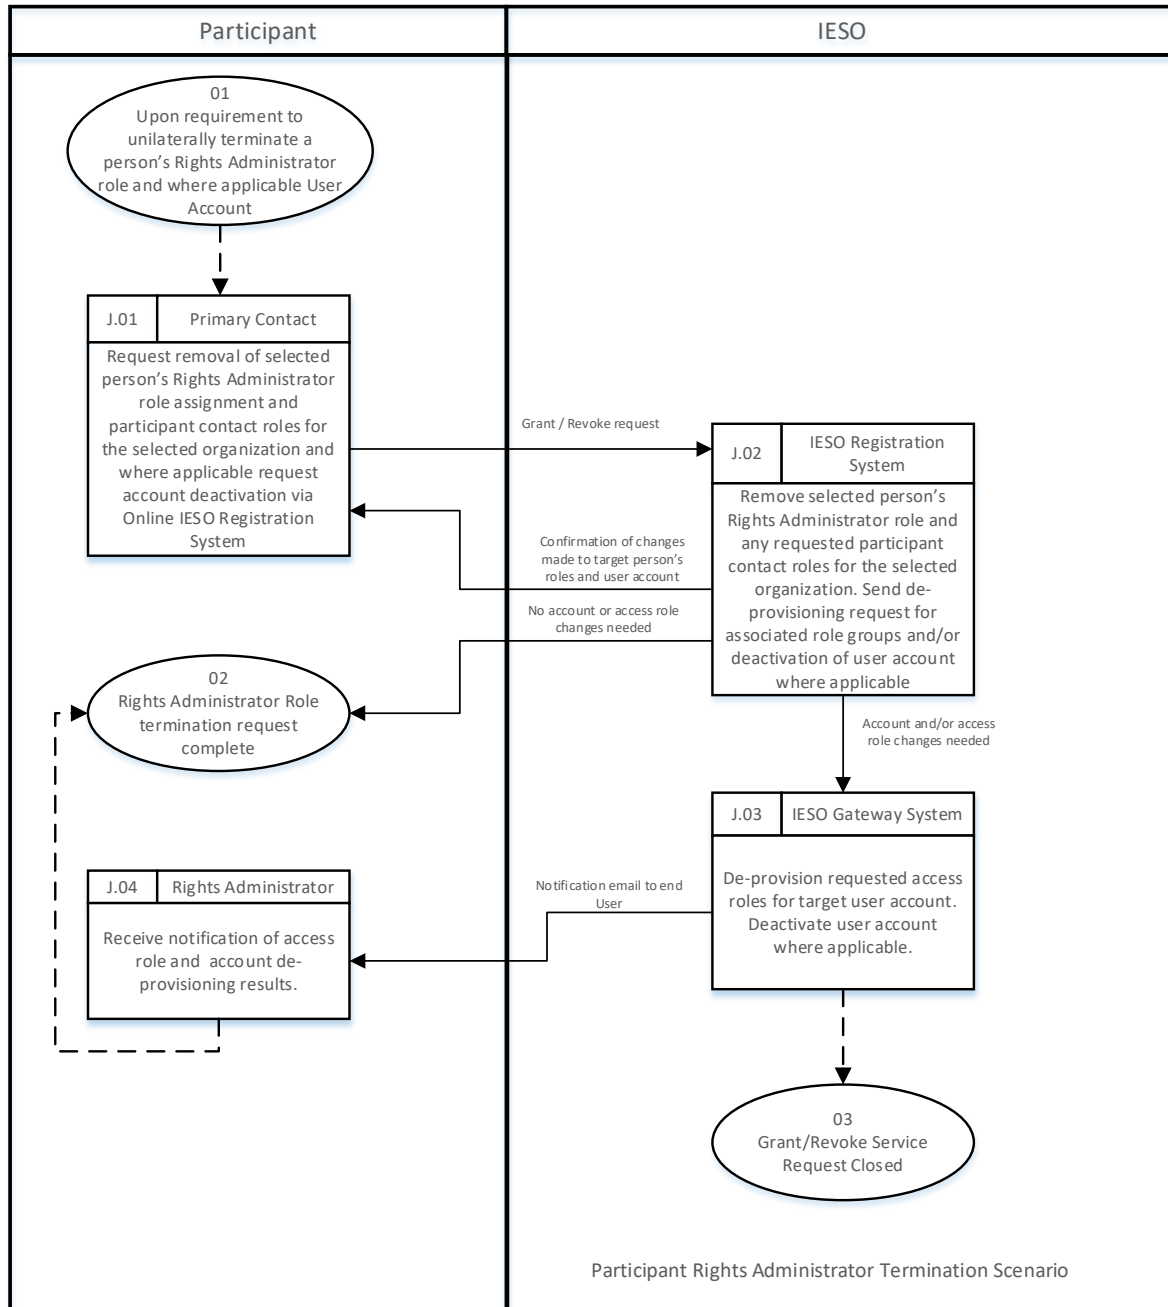 Participant
IESO
01
Upon requirement to
unilaterally terminate a
person's Rights Administrator
role and where applicable User
Account
J.01
Primary Contact
Request removal of selected
person's Rights Administrator
role assignment and
participant contact roles for
the selected organization and
where applicable request
account deactivation via
Online IESO Registration
System
Grant / Revoke request
J.02
IESO Registration
System
Remove selected person's
Rights Administrator role and
any requested participant
contact roles for the selected
organization. Send de-
provisioning request for
associated role groups and/or
deactivation of user account
where applicable
Confirmation of changes
made to target person's
roles and user account
No account or access role
changes needed
02
Rights Administrator Role
termination request
complete
Account and/or access
role changes needed
J.03
IESO Gateway System
De-provision requested access
roles for target user account.
Deactivate user account
where applicable.
Notification email to end
User
J.04
Rights Administrator
Receive notification of access
role and account de-
provisioning results.
03
Grant/Revoke Service
Request Closed
Participant Rights Administrator Termination Scenario